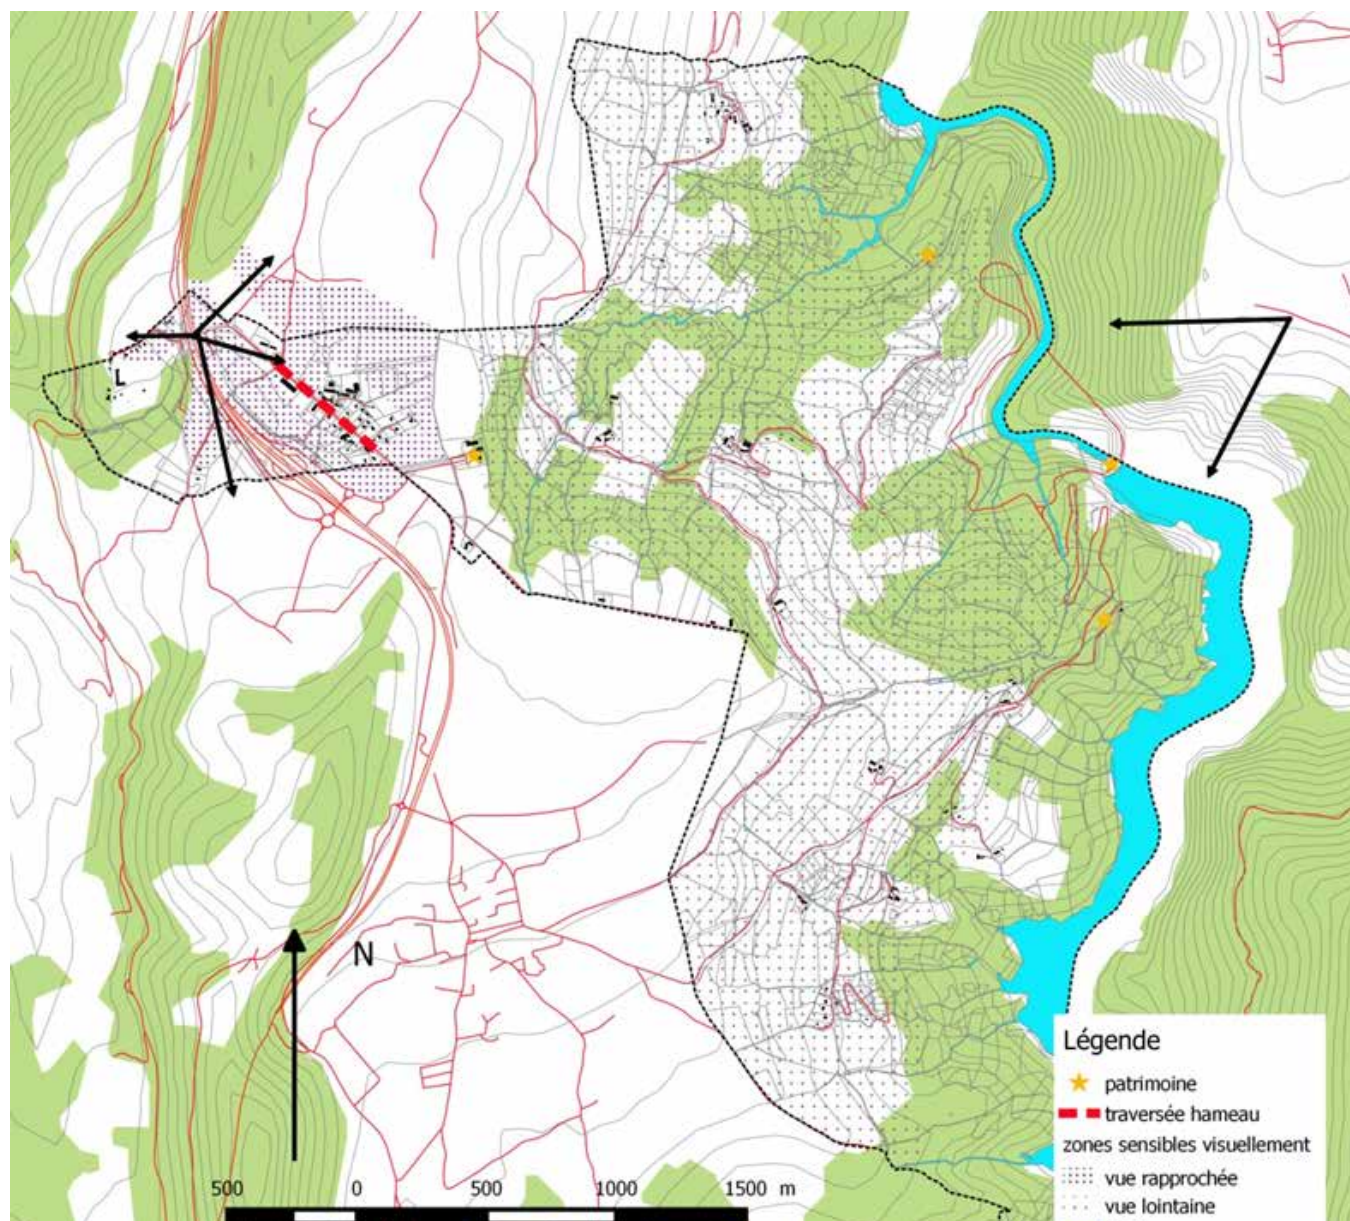 L
N
500 0 500 1000 1500 m
Légende
patrimoine
traversée hameau
zones sensibles visuellement
vue rapprochée
vue lointaine